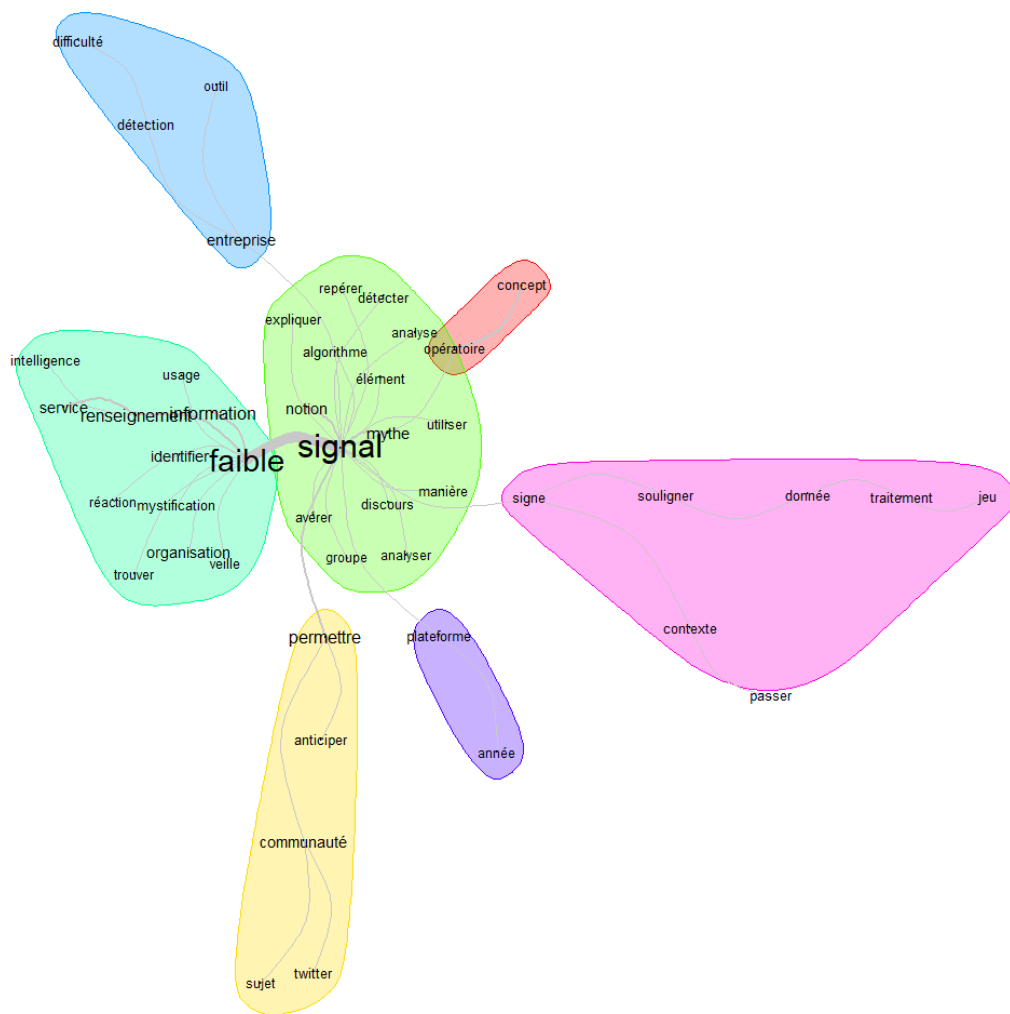 difficulté
outil
détection
entreprise
concept
repérer
détecter
expliquer
analyse
opératoire
algorithme
intelligence
usage
élément
service
renseignement
information
notion
utiliser
mythe
signal
identifier
faible
manière
signe
souligner
donnée
traitement
jeu
réaction
mystification
discours
avérer
organisation
groupe
analyser
veille
trouver
contexte
permettre
plateforme
passer
anticiper
année
communauté
twitter
sujet